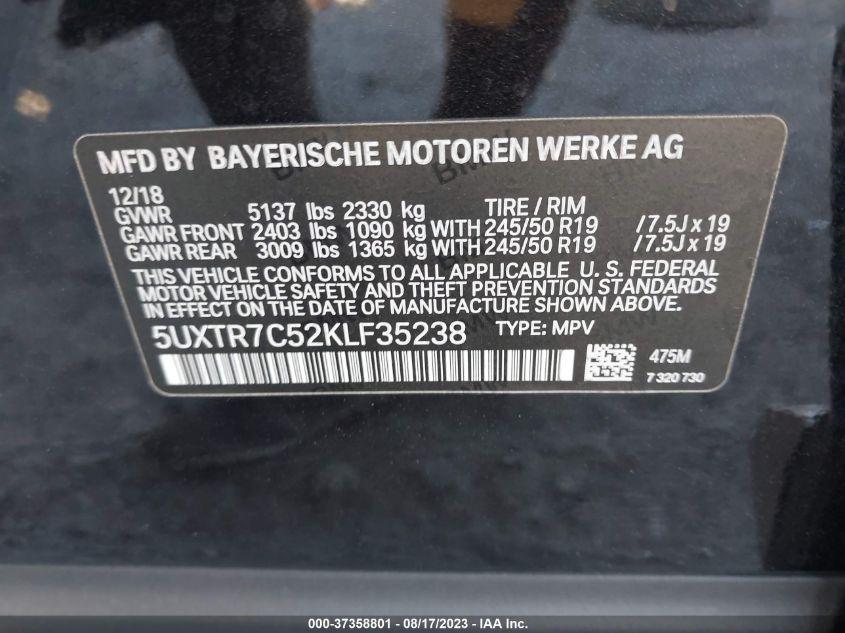 MFD BY BAYERISCHE MOTOREN WERKE AG
12/18
GVWR 5137 lbs 2330 kg TIRE / RIM
GAWR FRONT 2403 lbs 1090 kg WITH 245/50 R19 /7.5J x 19
GAWR REAR 3009 lbs 1365 kg WITH 245/50 R19 /7.5J x 19
THIS VEHICLE CONFORMS TO ALL APPLICABLE U. S. FEDERAL
MOTOR VEHICLE SAFETY AND THEFT PREVENTION STANDARDS
IN EFFECT ON THE DATE OF MANUFACTURE SHOWN ABOVE.
5UXTR7C52KLF35238 TYPE: MPV
475M
7 320 730
000-37358801 - 08/17/2023 - IAA Inc.